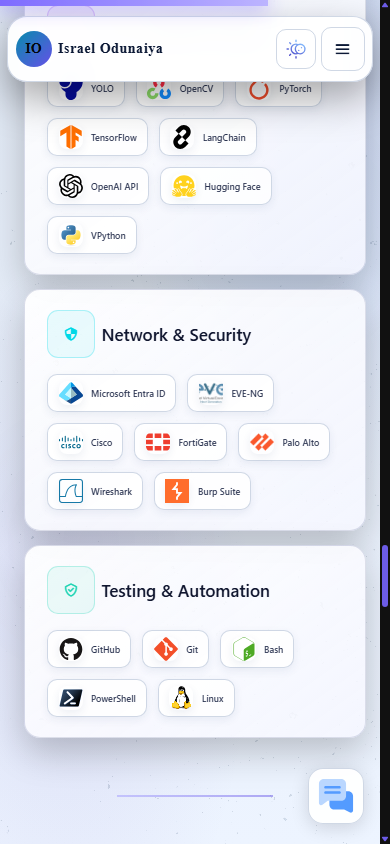 IO Israel Odunaiya
YOLO OpenCV PyTorch
TensorFlow LangChain
OpenAI API Hugging Face
VPython
Network & Security
Microsoft Entra ID EVE-NG
CISCO Cisco FortiGate Palo Alto
Wireshark Burp Suite
Testing & Automation
GitHub Git Bash
PowerShell Linux